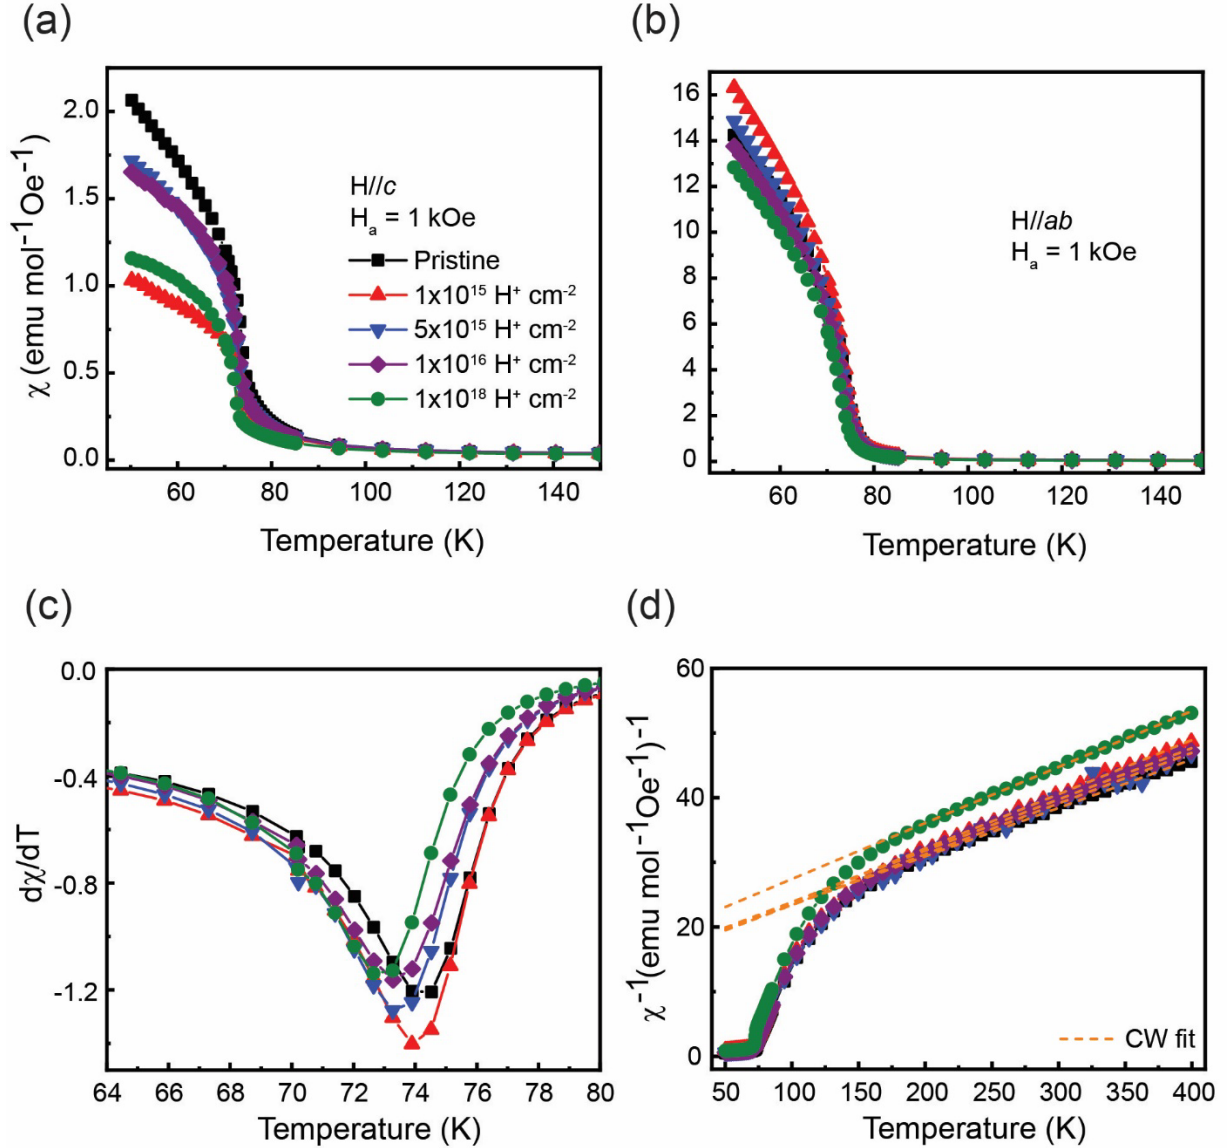 (a)
χ (emu mol⁻¹Oe⁻¹)
2.0
1.5
1.0
0.5
0.0
H//c
Hₐ = 1 kOe
Pristine
1x10¹⁵ H⁺ cm⁻²
5x10¹⁵ H⁺ cm⁻²
1x10¹⁶ H⁺ cm⁻²
1x10¹⁸ H⁺ cm⁻²
60 80 100 120 140
Temperature (K)
(b)
16
14
12
10
8
6
4
2
0
H//ab
Hₐ = 1 kOe
60 80 100 120 140
Temperature (K)
(c)
dχ/dT
0.0
-0.4
-0.8
-1.2
64 66 68 70 72 74 76 78 80
Temperature (K)
(d)
χ⁻¹(emu mol⁻¹Oe⁻¹)⁻¹
60
40
20
0
CW fit
50 100 150 200 250 300 350 400
Temperature (K)